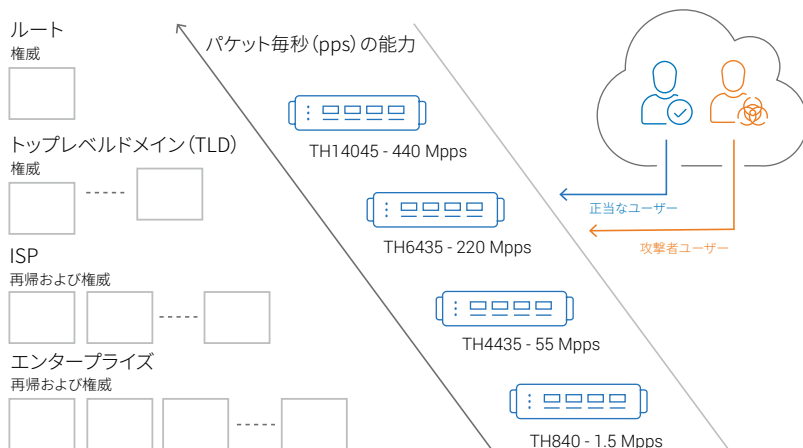 ルート
権威
トップレベルドメイン(TLD)
権威
ISP
再帰および権威
エンタープライズ
再帰および権威
パケット毎秒(pps)の能力
TH14045 - 440 Mpps
TH6435 - 220 Mpps
TH4435 - 55 Mpps
TH840 - 1.5 Mpps
正当なユーザー
攻撃者ユーザー